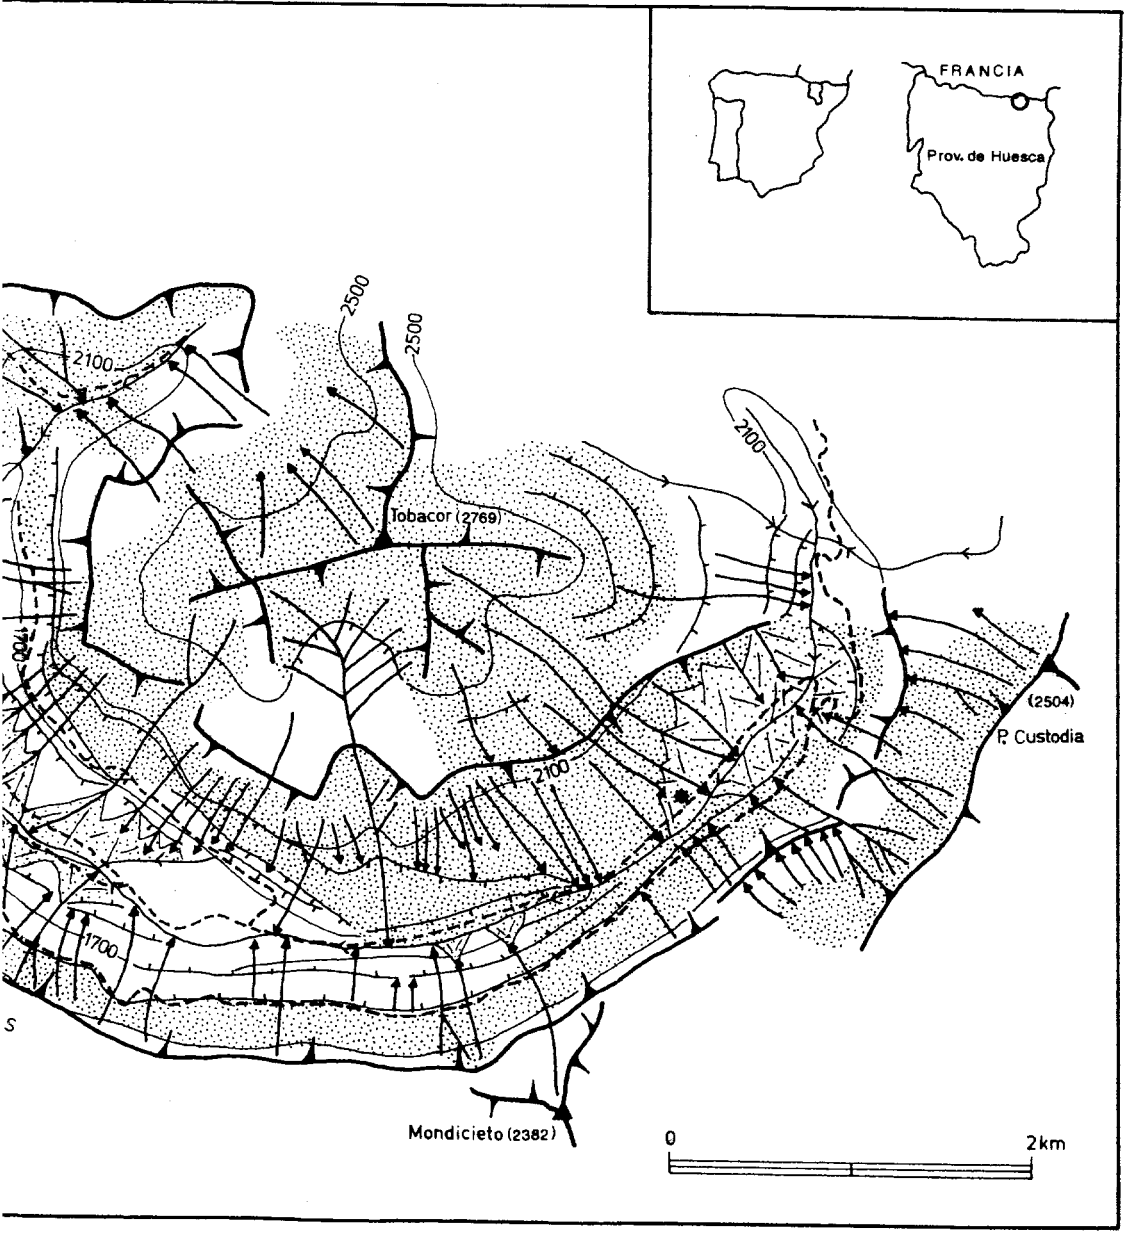 FRANCIA
Prov. de Huesca
2500
2500
2100
2100
Tobacor (2769)
1700
(2504)
P. Custodia
2100
1700
S
Mondicieto (2382)
0
2km